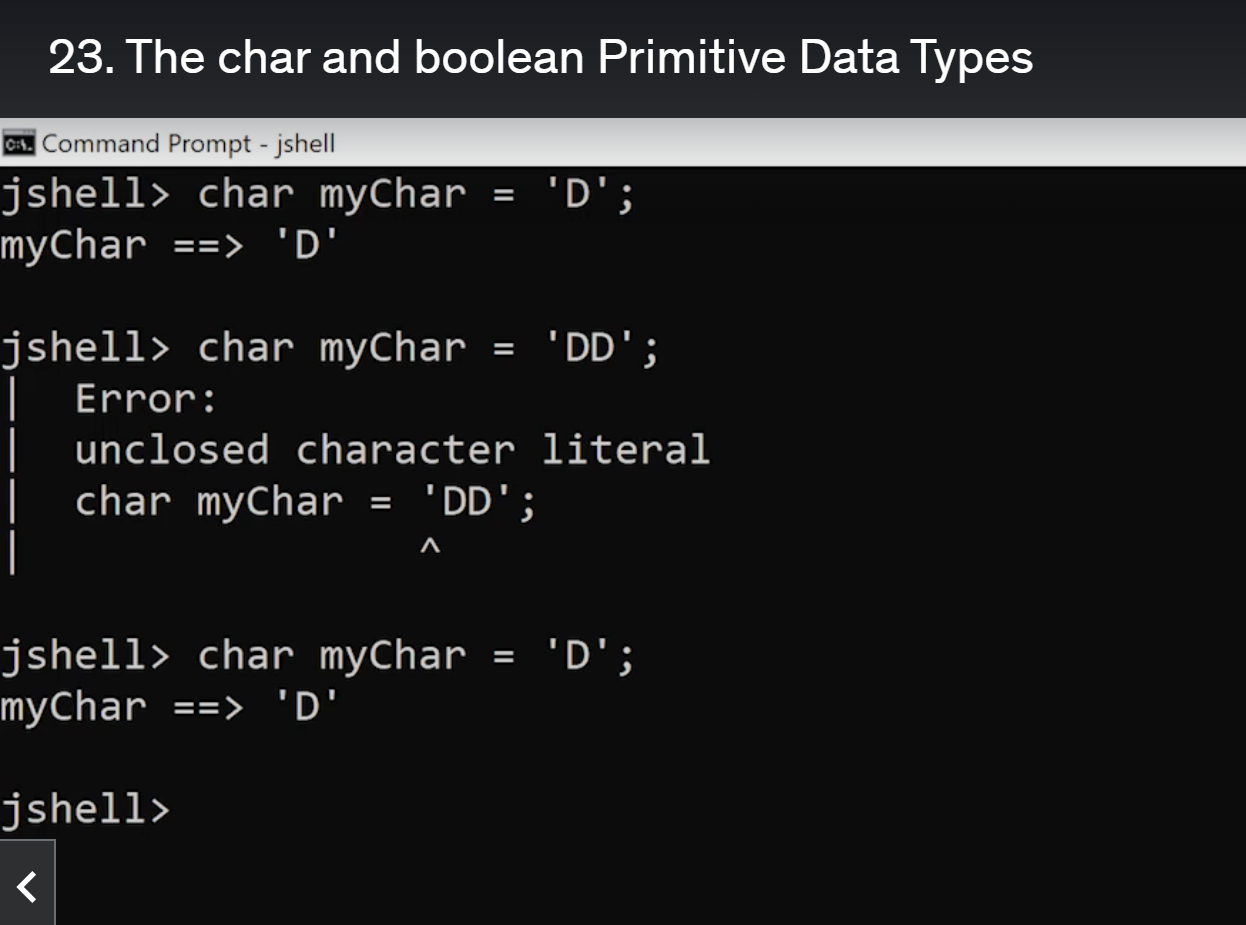 23. The char and boolean Primitive Data Types
C:\. Command Prompt - jshell
jshell> char myChar = 'D';
myChar ==> 'D'
jshell> char myChar = 'DD';
|  Error:
|  unclosed character literal
|  char myChar = 'DD';
|                ^
jshell> char myChar = 'D';
myChar ==> 'D'
jshell>